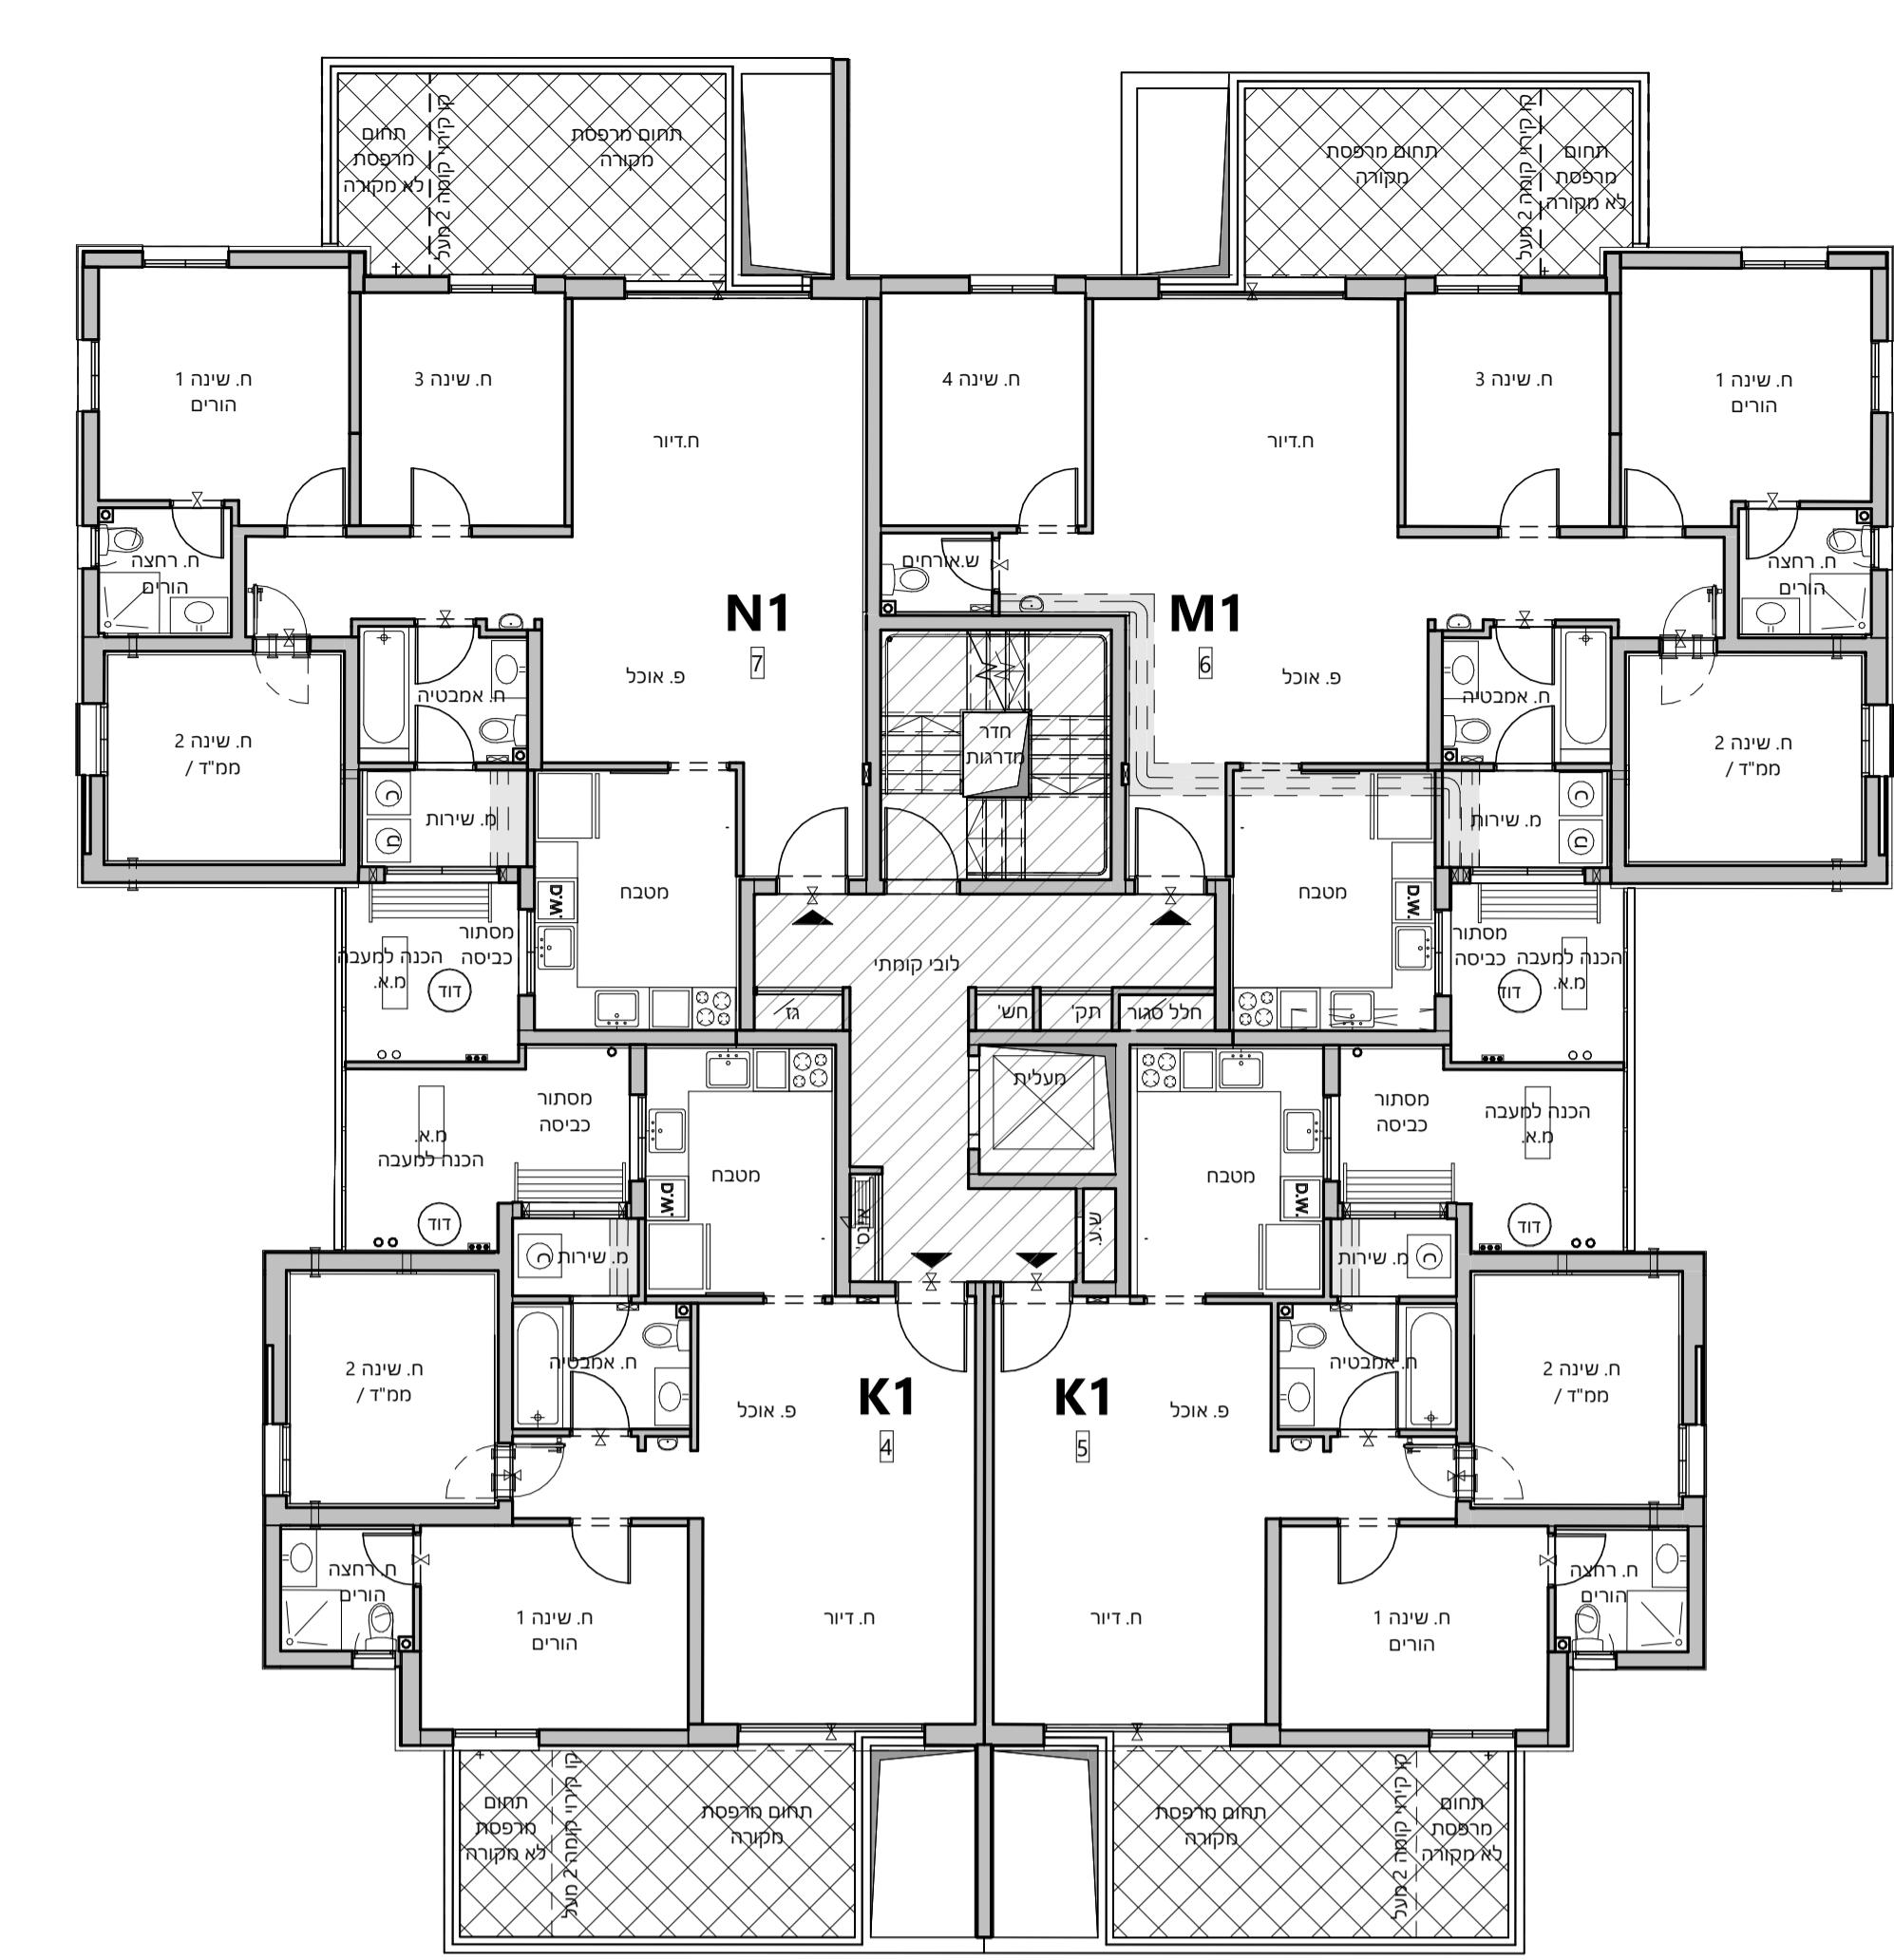 תחום
מרפסת
לא מקורה
קו קירוי קומה 2 מעל
תחום מרפסת
מקורה
תחום מרפסת
מקורה
קו קירוי קומה 2 מעל
תחום
מרפסת
לא מקורה
ח. שינה 1
הורים
ח. שינה 3
ח.דיור
ח. שינה 4
ח.דיור
ח. שינה 3
ח. שינה 1
הורים
ח. רחצה
הורים
ש.אורחים
ח. רחצה
הורים
N1
7
M1
6
פ. אוכל
פ. אוכל
ח. אמבטיה
ח. אמבטיה
חדר
מדרגות
ח. שינה 2
ממ"ד /
ח. שינה 2
ממ"ד /
מ. שירות
מ. שירות
מטבח
D.W.
מטבח
D.W.
מסתור
כביסה
הכנה למעבה
מ.א.
דוד
לובי קומתי
מסתור
כביסה
הכנה למעבה
מ.א.
דוד
גז
חש'
תק'
חלל סגור
מעלית
מסתור
כביסה
מ.א.
הכנה למעבה
דוד
מסתור
כביסה
הכנה למעבה
מ.א.
דוד
מטבח
D.W.
מטבח
D.W.
אינס'
ש.ע.
מ. שירות
מ. שירות
ח. שינה 2
ממ"ד /
ח. אמבטיה
ח. אמבטיה
ח. שינה 2
ממ"ד /
K1
4
K1
5
פ. אוכל
פ. אוכל
ח. רחצה
הורים
ח. רחצה
הורים
ח. שינה 1
הורים
ח. דיור
ח. דיור
ח. שינה 1
הורים
תחום
מרפסת
לא מקורה
קו קירוי קומה 2 מעל
תחום מרפסת
מקורה
תחום מרפסת
מקורה
קו קירוי קומה 2 מעל
תחום
מרפסת
לא מקורה